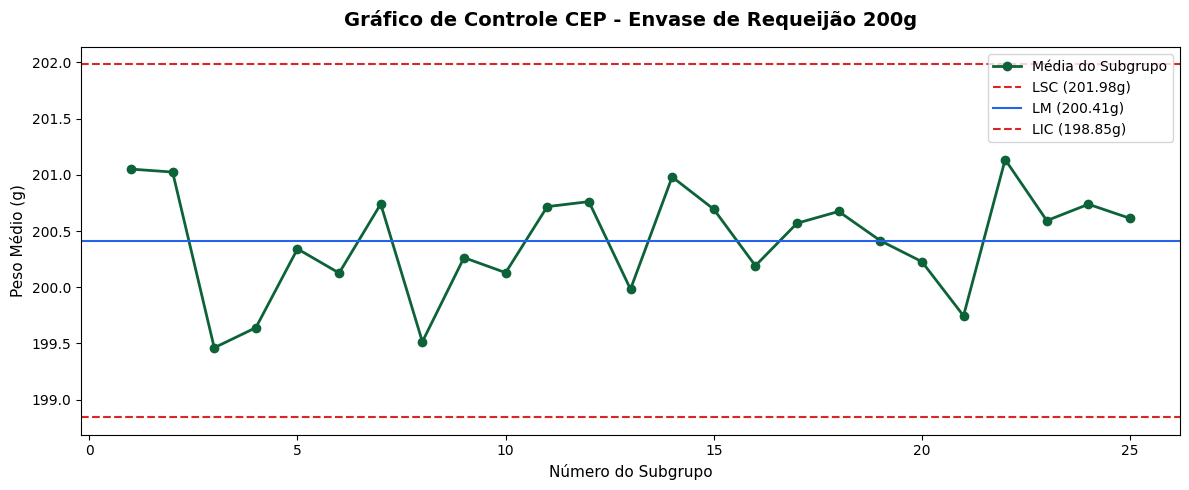 Gráfico de Controle CEP - Envase de Requeijão 200g
Média do Subgrupo
LSC (201.98g)
LM (200.41g)
LIC (198.85g)
Peso Médio (g)
202.0
201.5
201.0
200.5
200.0
199.5
199.0
0 5 10 15 20 25
Número do Subgrupo